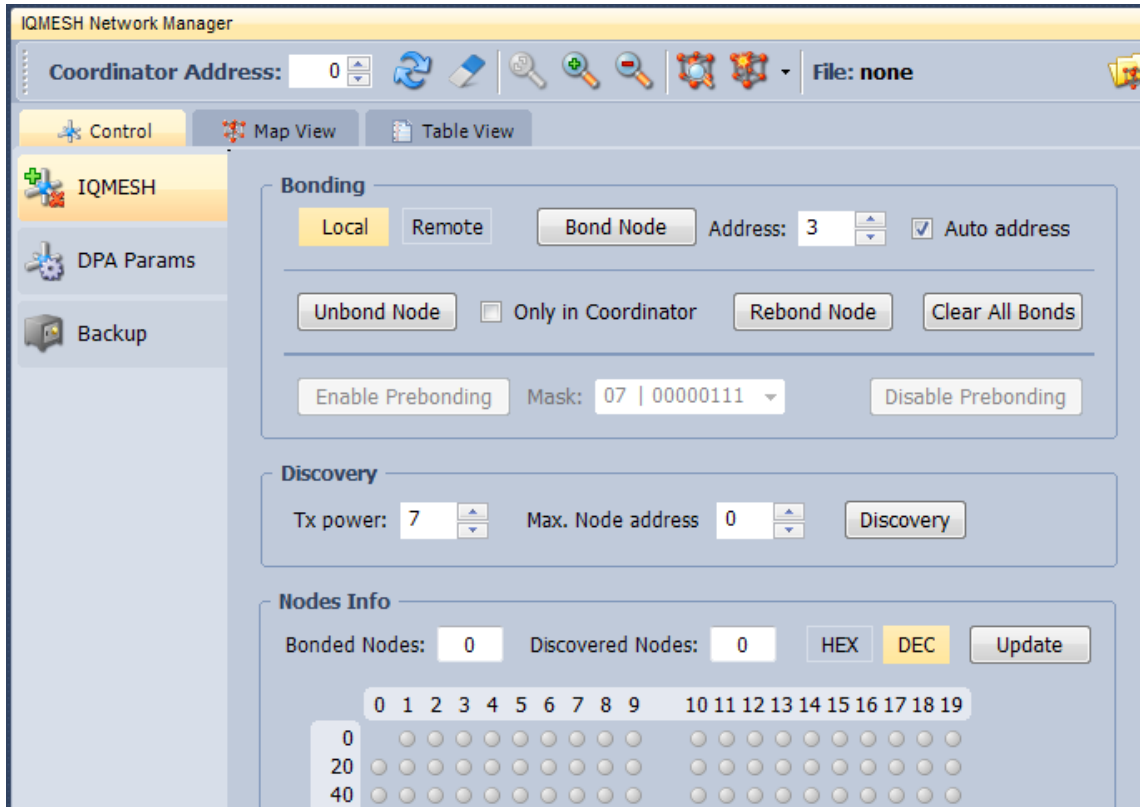 IQMESH Network Manager
Coordinator Address: 0 File: none
Control Map View Table View
IQMESH
DPA Params
Backup
Bonding
Local Remote Bond Node Address: 3 Auto address
Unbond Node Only in Coordinator Rebond Node Clear All Bonds
Enable Prebonding Mask: 07 | 00000111 Disable Prebonding
Discovery
Tx power: 7 Max. Node address 0 Discovery
Nodes Info
Bonded Nodes: 0 Discovered Nodes: 0 HEX DEC Update
0 1 2 3 4 5 6 7 8 9 10 11 12 13 14 15 16 17 18 19
0
20
40